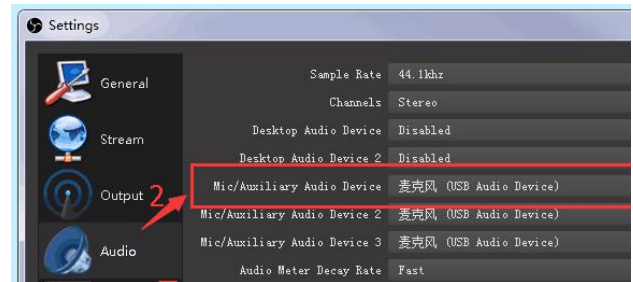 Settings
General
Stream
Output
2
Audio
Sample Rate 44.1khz
Channels Stereo
Desktop Audio Device Disabled
Desktop Audio Device 2 Disabled
Mic/Auxiliary Audio Device 麦克风 (USB Audio Device)
Mic/Auxiliary Audio Device 2 麦克风 (USB Audio Device)
Mic/Auxiliary Audio Device 3 麦克风 (USB Audio Device)
Audio Meter Decay Rate Fast